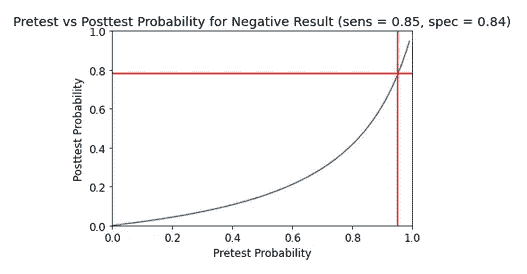 Pretest vs Posttest Probability for Negative Result (sens = 0.85, spec = 0.84)
1.0
0.8
0.6
0.4
0.2
0.0
Posttest Probability
0.0 0.2 0.4 0.6 0.8 1.0
Pretest Probability